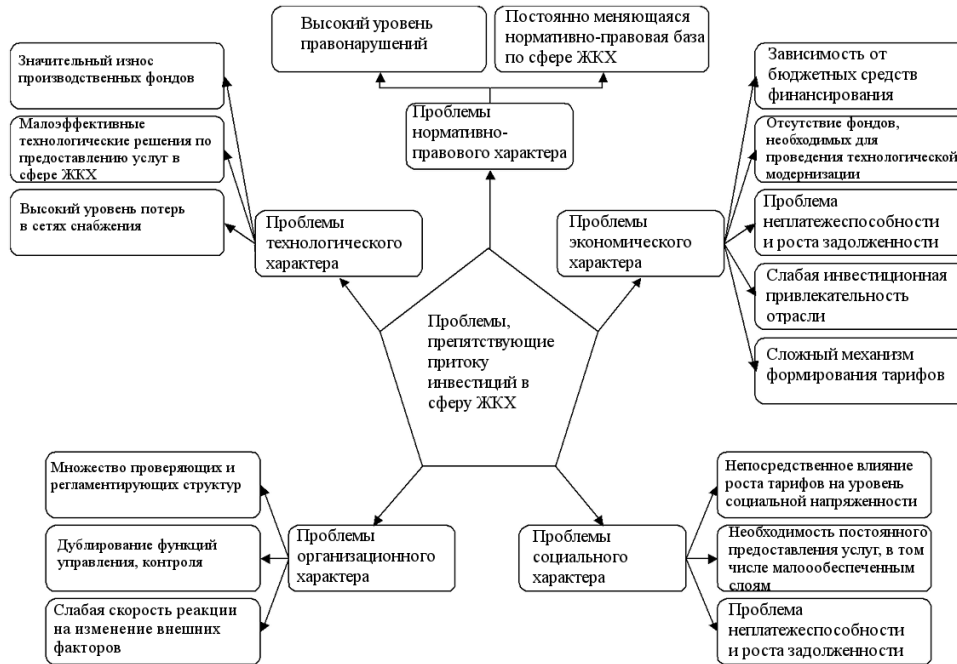 Высокий уровень
правонарушений
Постоянно меняющаяся
нормативно-правовая база
по сфере ЖКХ
Значительный износ
производственных фондов
Малоэффективные
технологические решения по
предоставлению услуг в
сфере ЖКХ
Высокий уровень потерь
в сетях снабжения
Проблемы
нормативно-
правового характера
Зависимость от
бюджетных средств
финансирования
Отсутствие фондов,
необходимых для
проведения технологической
модернизации
Проблема
неплатежеспособности
и роста задолженности
Слабая инвестиционная
привлекательность
отрасли
Сложный механизм
формирования тарифов
Проблемы
технологического
характера
Проблемы
экономического
характера
Проблемы,
препятствующие
притоку
инвестиций в
сферу ЖКХ
Множество проверяющих и
регламентирующих структур
Дублирование функций
управления, контроля
Слабая скорость реакции
на изменение внешних
факторов
Проблемы
организационного
характера
Проблемы
социального
характера
Непосредственное влияние
роста тарифов на уровень
социальной напряженности
Необходимость постоянного
предоставления услуг, в том
числе малоообеспеченным
слоям
Проблема
неплатежеспособности
и роста задолженности